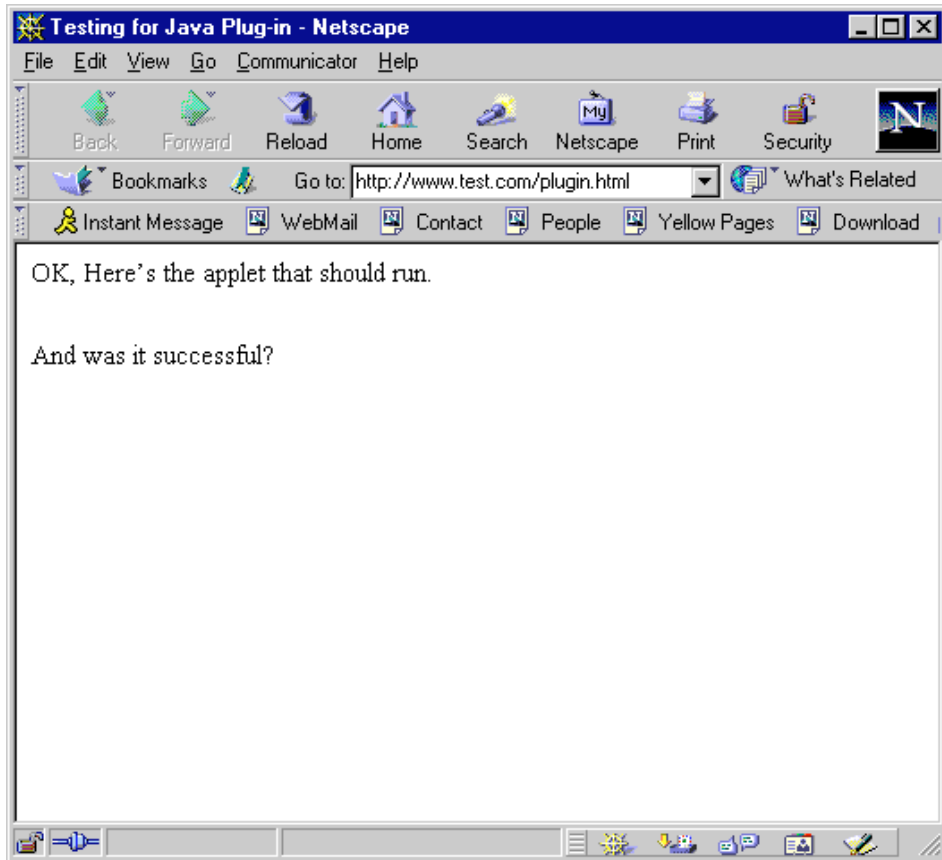 Testing for Java Plug-in - Netscape
File Edit View Go Communicator Help
Back Forward Reload Home Search My Netscape Print Security N
Bookmarks Go to: http://www.test.com/plugin.html What's Related
Instant Message WebMail Contact People Yellow Pages Download
OK, Here's the applet that should run.
And was it successful?